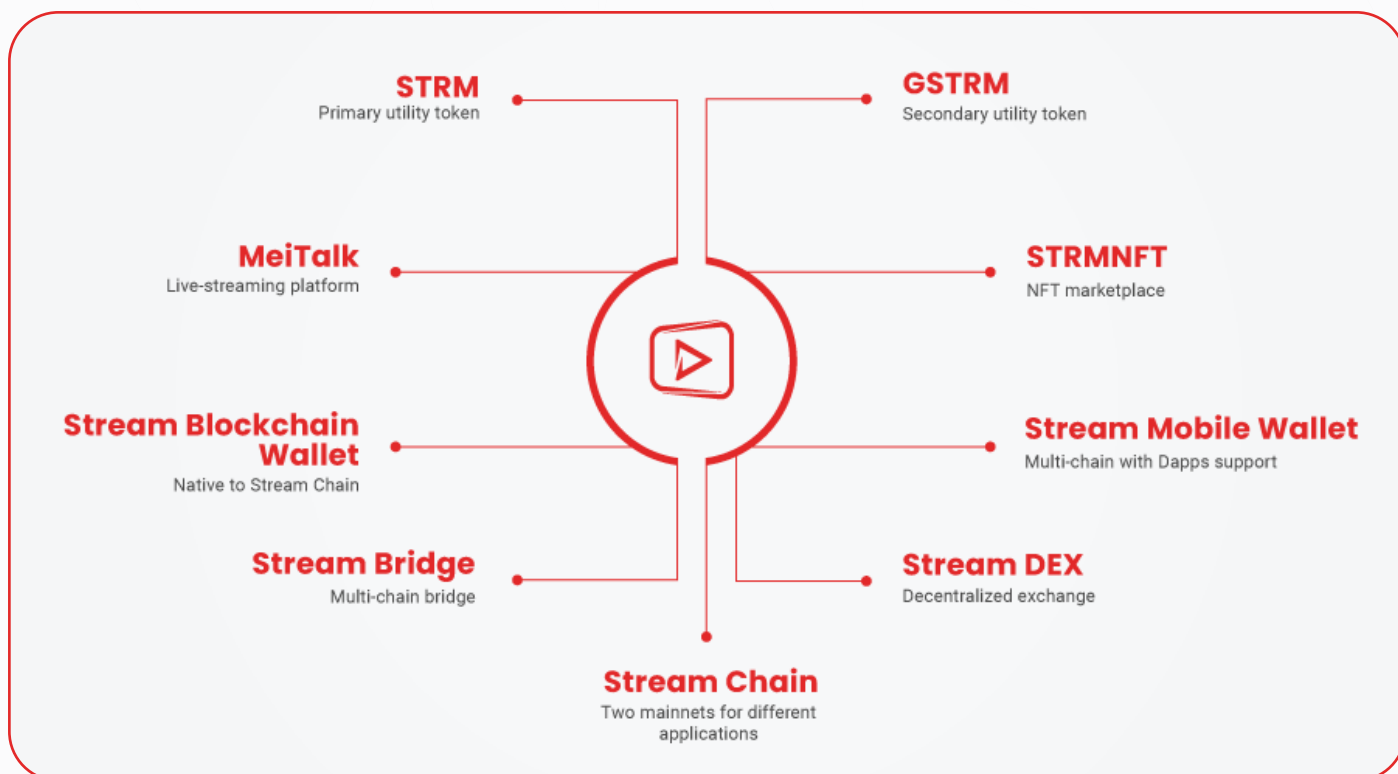 STRM
Primary utility token
GSTRM
Secondary utility token
MeiTalk
Live-streaming platform
STRMNFT
NFT marketplace
Stream Blockchain
Wallet
Native to Stream Chain
Stream Mobile Wallet
Multi-chain with Dapps support
Stream Bridge
Multi-chain bridge
Stream DEX
Decentralized exchange
Stream Chain
Two mainnets for different
applications